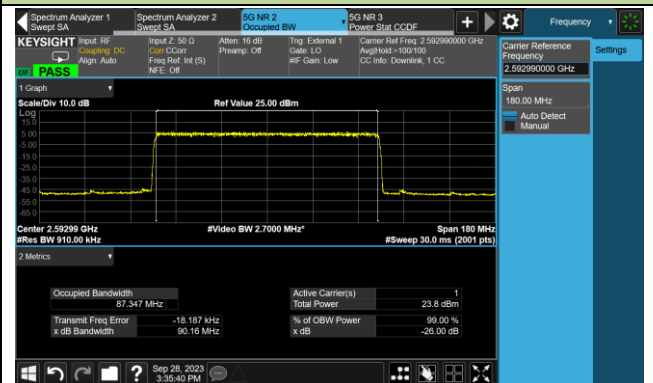 Spectrum Analyzer 1
Swept SA
Spectrum Analyzer 2
Swept SA
5G NR 2
Occupied BW
5G NR 3
Power Stat CCDF
Frequency
KEYSIGHT
Input: RF
Coupling: DC
Align: Auto
Input Z: 50 Ω
Corr CCorr
Freq Ref: Int (S)
NFE: Off
Atten: 16 dB
Preamp: Off
Trig: External 1
Gate: LO
#IF Gain: Low
Carrier Ref Freq: 2.592990000 GHz
Avg|Hold:>100/100
CC Info: Downlink, 1 CC
PASS
Carrier Reference
Frequency
2.592990000 GHz
Settings
Span
180.00 MHz
Auto Detect
Manual
1 Graph
Scale/Div 10.0 dB
Ref Value 25.00 dBm
Log
15.0
5.00
-5.00
-15.0
-25.0
-35.0
-45.0
-55.0
-65.0
Center 2.59299 GHz
#Video BW 2.7000 MHz*
Span 180 MHz
#Res BW 910.00 kHz
#Sweep 30.0 ms (2001 pts)
2 Metrics
Occupied Bandwidth
87.347 MHz
Transmit Freq Error -18.187 kHz
x dB Bandwidth 90.16 MHz
Active Carrier(s) 1
Total Power 23.8 dBm
% of OBW Power 99.00 %
x dB -26.00 dB
Sep 28, 2023
3:35:40 PM